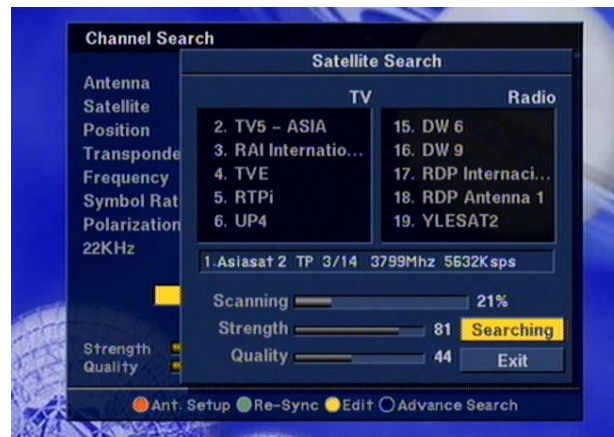 Channel Search
Satellite Search
Antenna
Satellite
Position
Transponde
Frequency
Symbol Rat
Polarization
22KHz
TV
2. TV5 – ASIA
3. RAI Internatio...
4. TVE
5. RTPi
6. UP4
Radio
15. DW 6
16. DW 9
17. RDP Internaci...
18. RDP Antenna 1
19. YLESAT2
1.Asiasat 2 TP 3/14 3799Mhz 5632Ksps
Scanning 21%
Strength 81 Searching
Quality 44 Exit
Strength
Quality
Ant. Setup Re-Sync Edit Advance Search